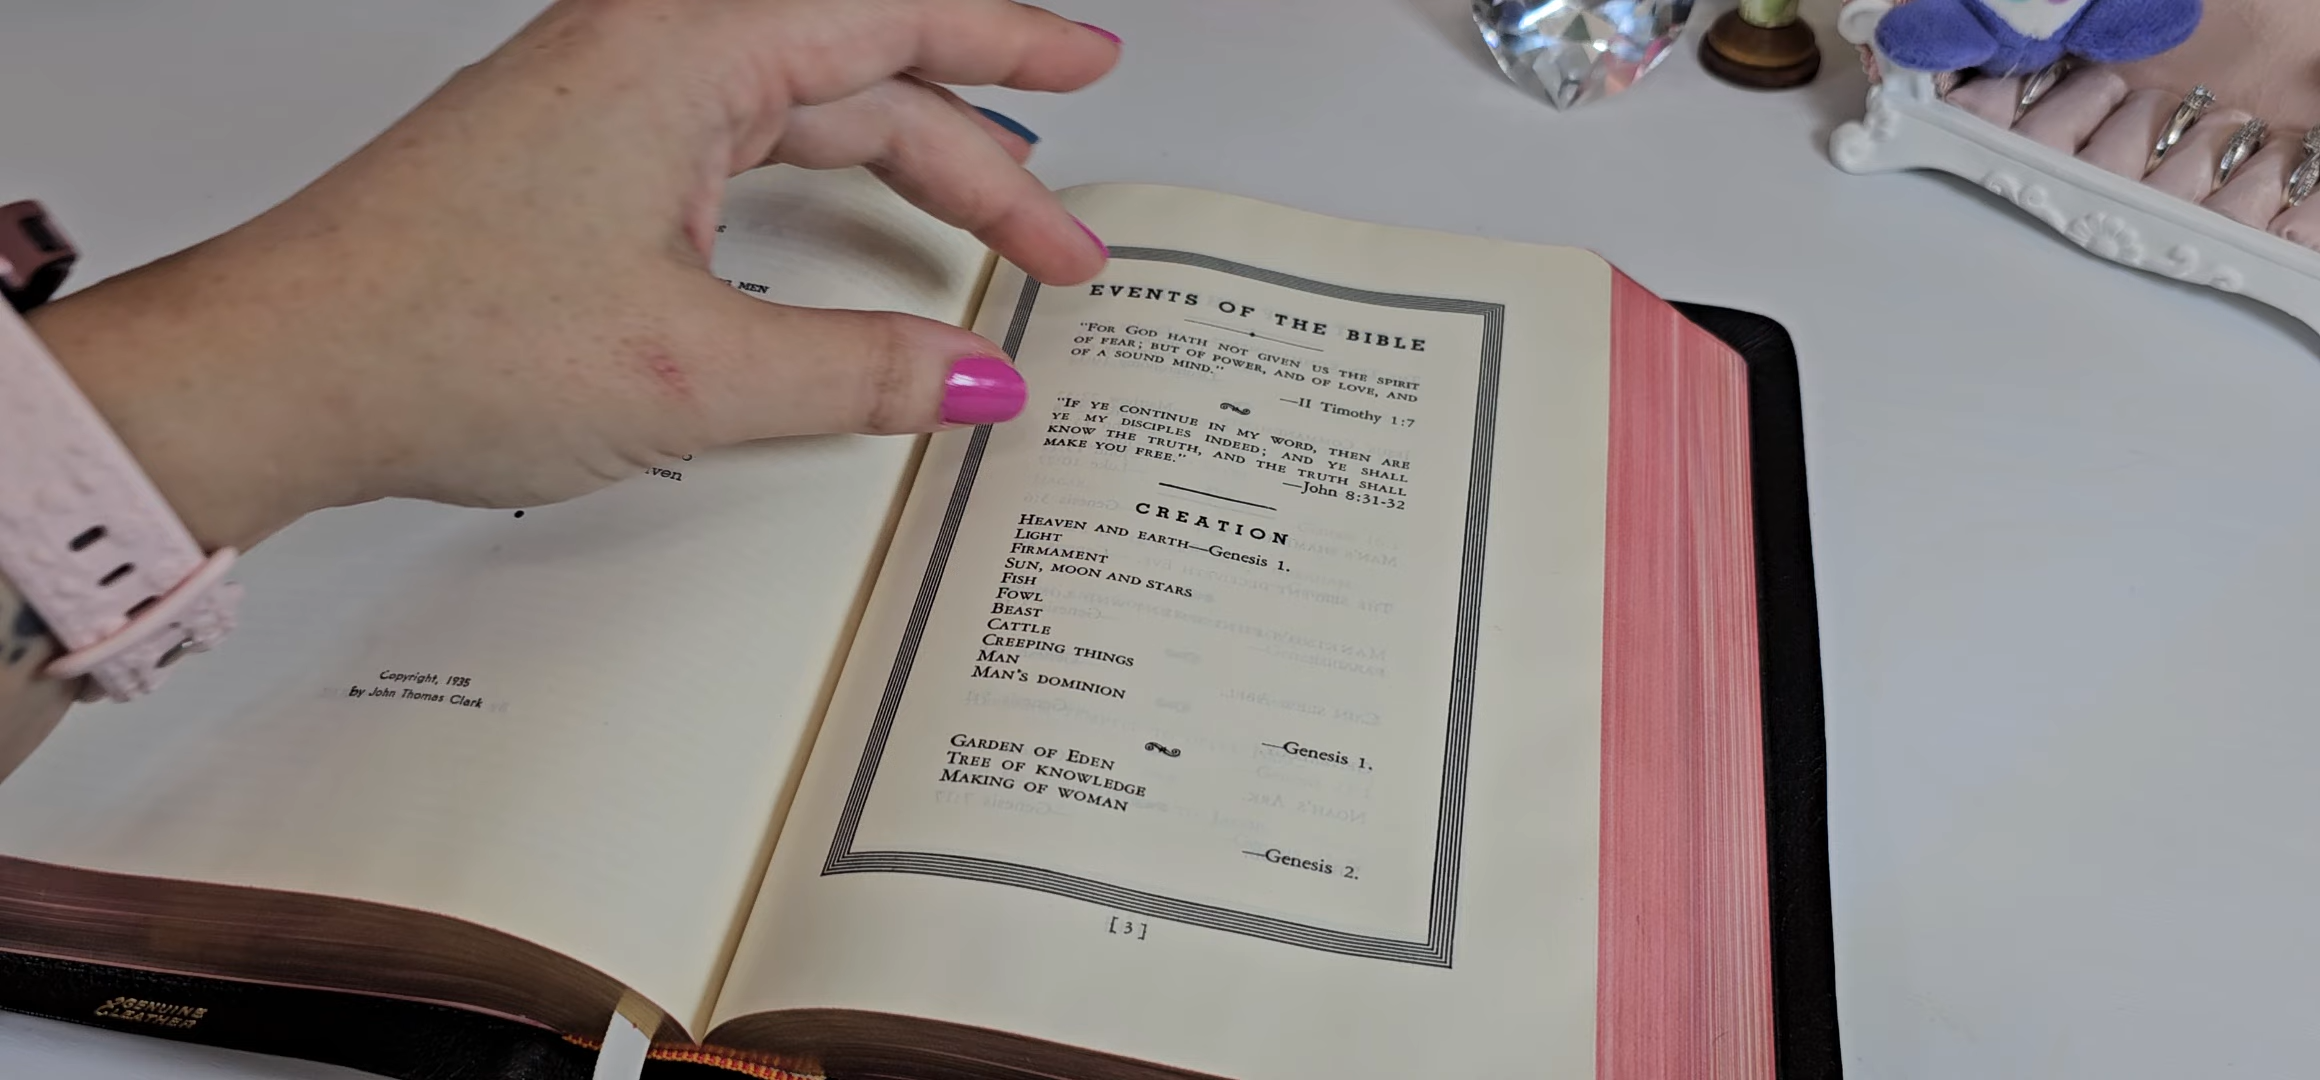 MEN
iven
Copyright, 1935
by John Thomas Clark
GENUINE
LEATHER
EVENTS OF THE BIBLE
"FOR GOD HATH NOT GIVEN US THE SPIRIT
OF FEAR; BUT OF POWER, AND OF LOVE, AND
OF A SOUND MIND."
—II Timothy 1:7
"IF YE CONTINUE IN MY WORD, THEN ARE
YE MY DISCIPLES INDEED; AND YE SHALL
KNOW THE TRUTH, AND THE TRUTH SHALL
MAKE YOU FREE."
—John 8:31-32
CREATION
HEAVEN AND EARTH—Genesis 1.
LIGHT
FIRMAMENT
SUN, MOON AND STARS
FISH
FOWL
BEAST
CATTLE
CREEPING THINGS
MAN
MAN'S DOMINION
—Genesis 1.
GARDEN OF EDEN
TREE OF KNOWLEDGE
MAKING OF WOMAN
—Genesis 2.
[3]